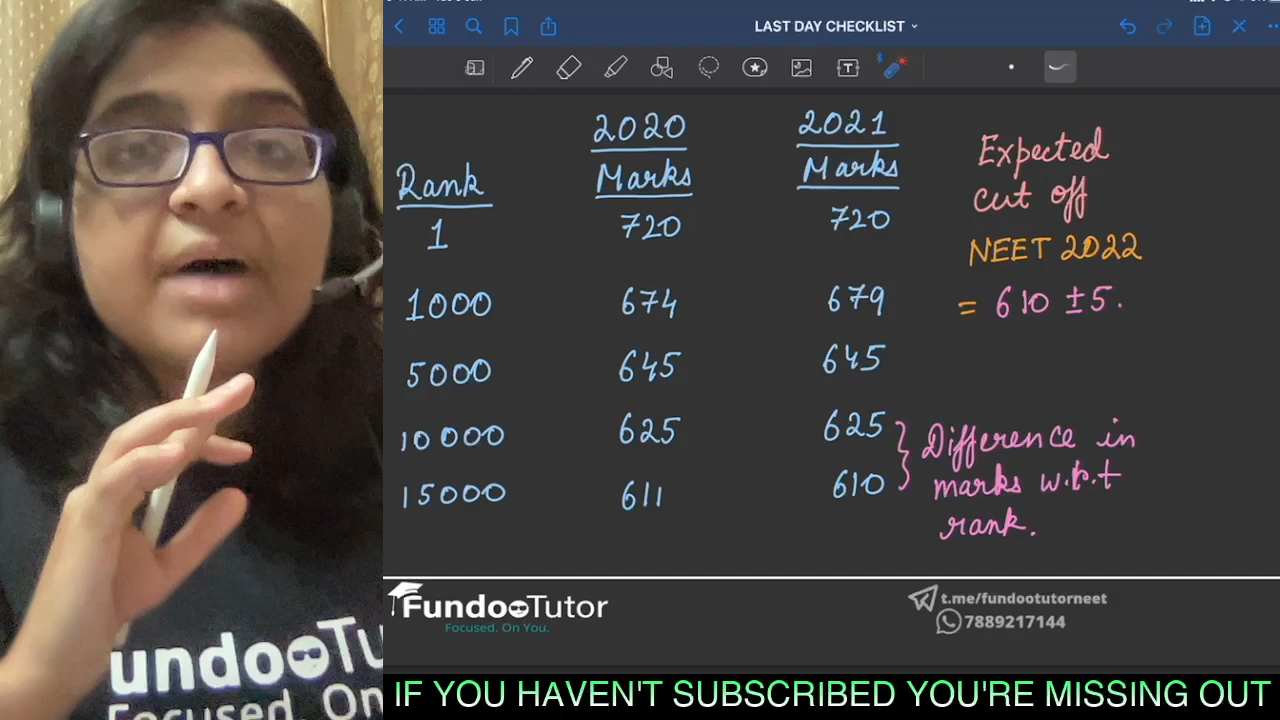 LAST DAY CHECKLIST
2020 2021
Rank Marks Marks
1 720 720
1000 674 679
5000 645 645
10000 625 625
15000 611 610
Expected
cut off
NEET 2022
= 610 ±5.
Difference in
marks w.r.t
rank.
FundooTutor
Focused. On You.
t.me/fundootutorneet
7889217144
undooTu
Focused. On
IF YOU HAVEN'T SUBSCRIBED YOU'RE MISSING OUT